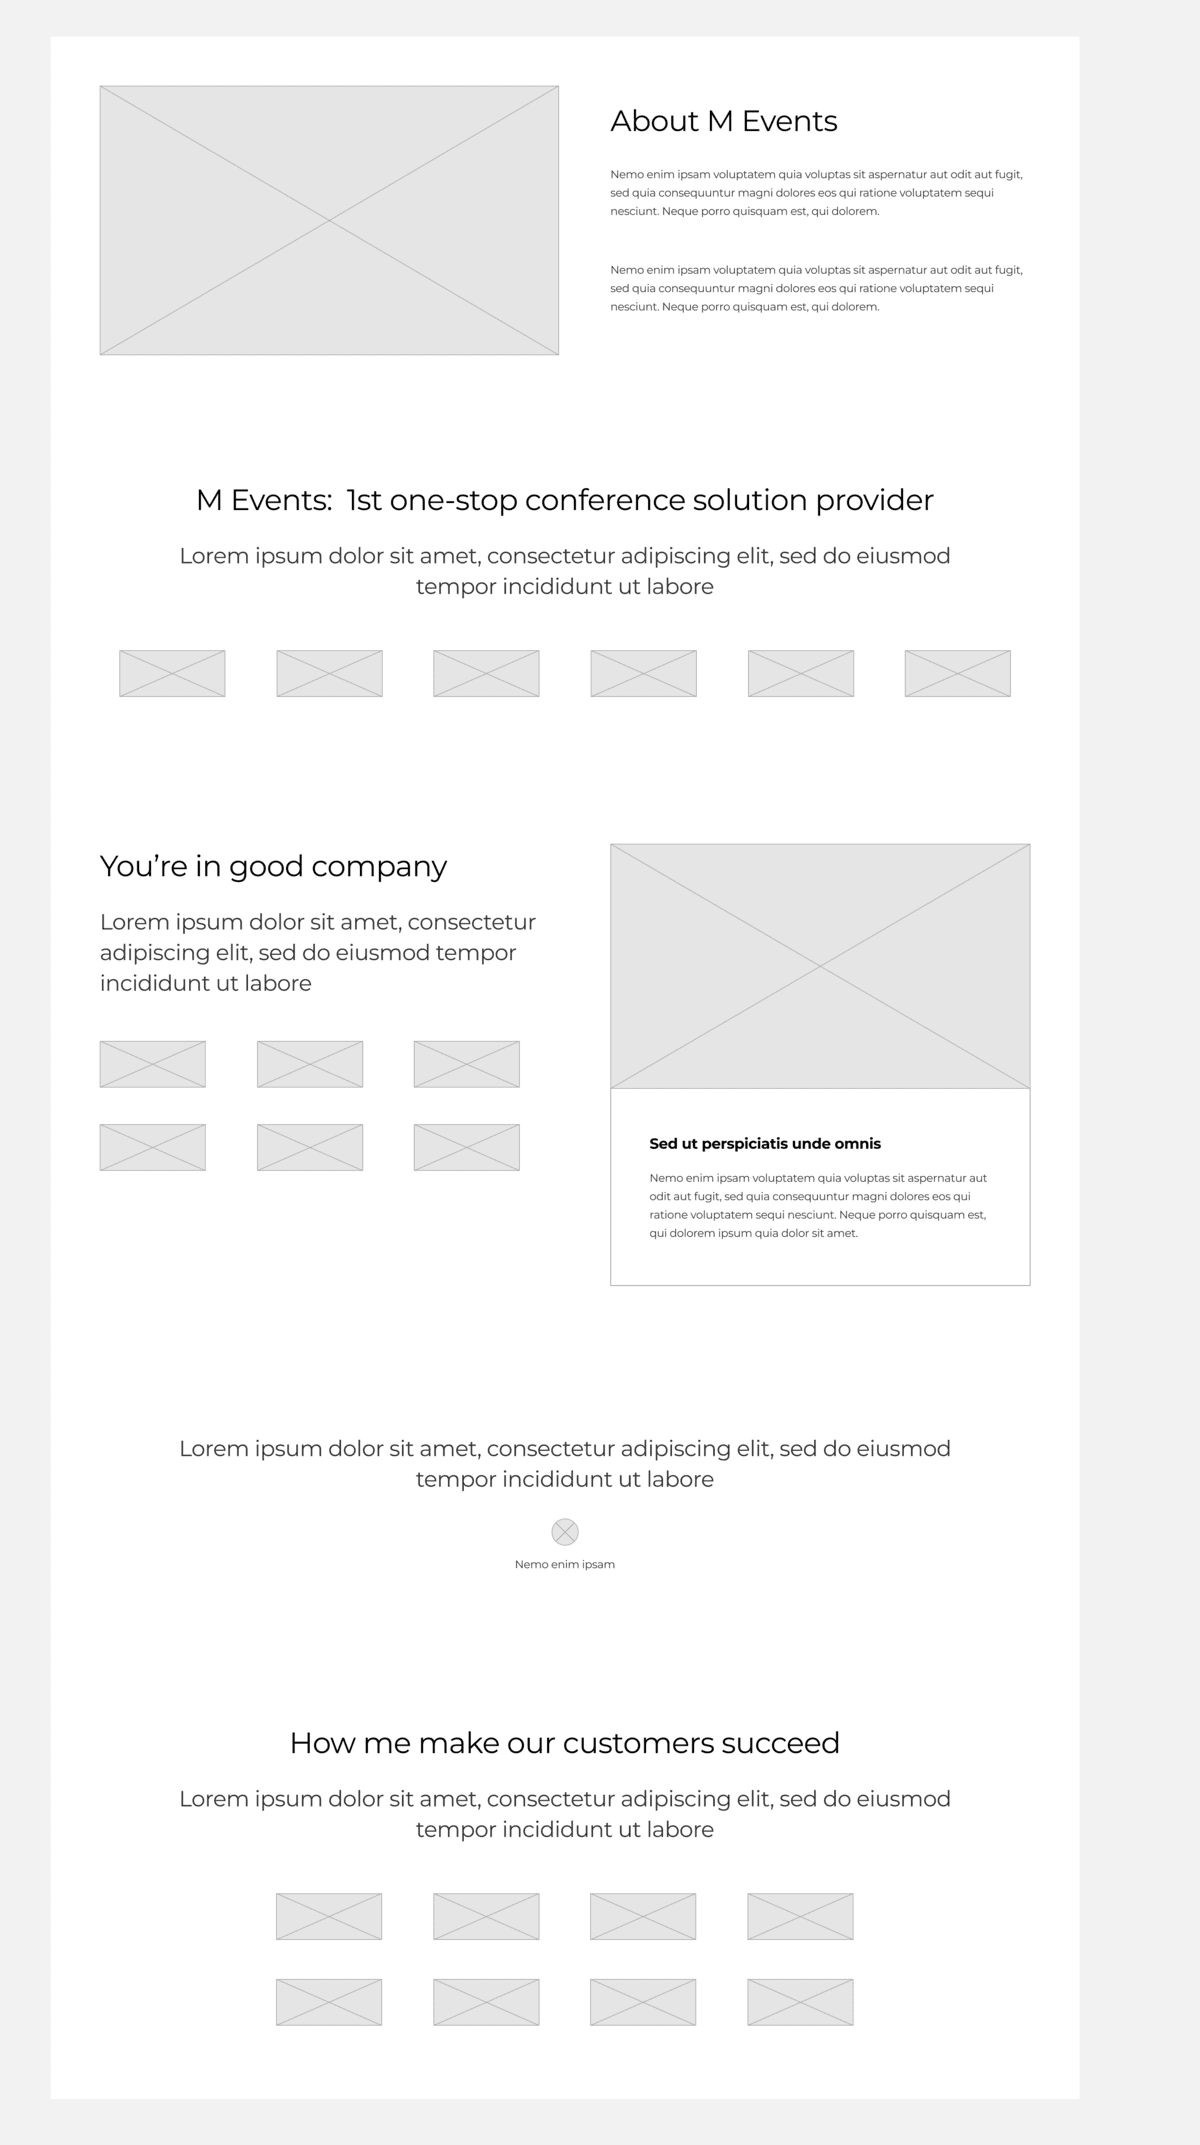 About M Events
Nemo enim ipsam voluptatem quia voluptas sit aspernatur aut odit aut fugit,
sed quia consequuntur magni dolores eos qui ratione voluptatem sequi
nesciunt. Neque porro quisquam est, qui dolorem.
Nemo enim ipsam voluptatem quia voluptas sit aspernatur aut odit aut fugit,
sed quia consequuntur magni dolores eos qui ratione voluptatem sequi
nesciunt. Neque porro quisquam est, qui dolorem.
M Events:  1st one-stop conference solution provider
Lorem ipsum dolor sit amet, consectetur adipiscing elit, sed do eiusmod
tempor incididunt ut labore
You’re in good company
Lorem ipsum dolor sit amet, consectetur
adipiscing elit, sed do eiusmod tempor
incididunt ut labore
Sed ut perspiciatis unde omnis
Nemo enim ipsam voluptatem quia voluptas sit aspernatur aut
odit aut fugit, sed quia consequuntur magni dolores eos qui
ratione voluptatem sequi nesciunt. Neque porro quisquam est,
qui dolorem ipsum quia dolor sit amet.
Lorem ipsum dolor sit amet, consectetur adipiscing elit, sed do eiusmod
tempor incididunt ut labore
Nemo enim ipsam
How me make our customers succeed
Lorem ipsum dolor sit amet, consectetur adipiscing elit, sed do eiusmod
tempor incididunt ut labore